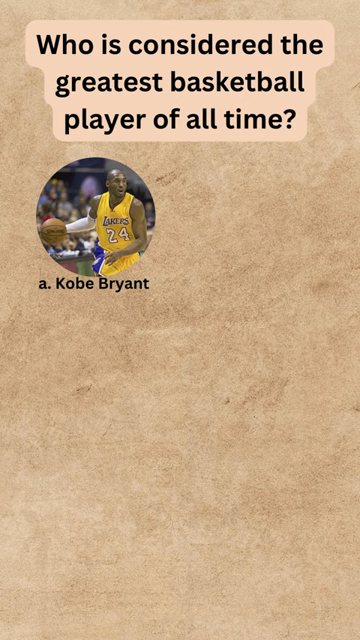 Who is considered the
greatest basketball
player of all time?
LAKERS
24
a. Kobe Bryant